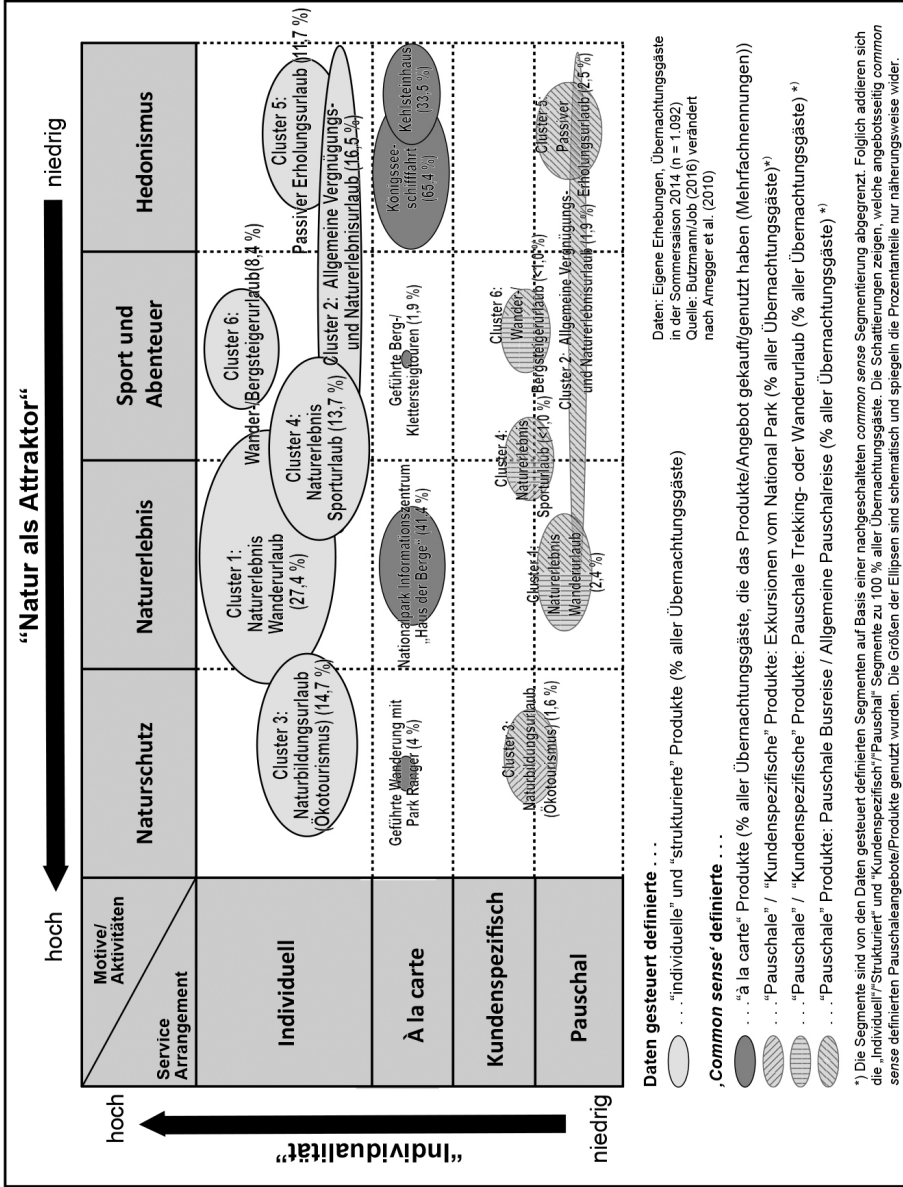 “Natur als Attraktor“
hoch
niedrig
Motive/
Aktivitäten
Service
Arrangement
Naturschutz
Naturerlebnis
Sport und
Abenteuer
Hedonismus
hoch
“Individualität”
niedrig
Individuell
Cluster 3:
Naturbildungsurlaub
(Ökotourismus) (14,7 %)
Cluster 1:
Naturerlebnis
Wanderurlaub
(27,4 %)
Cluster 4:
Naturerlebnis
Sporturlaub (13,7 %)
Cluster 6:
Wander-/Bergsteigerurlaub(8,4 %)
Cluster 5:
Passiver Erholungsurlaub (11,7 %)
Cluster 2: Allgemeine Vergnügungs-
und Naturerlebnisurlaub (16,5 %)
À la carte
Geführte Wanderung mit
Park Ranger (4 %)
Nationalpark Informationszentrum
„Haus der Berge“ (41,4 %)
Geführte Berg-/
Klettersteigtouren (1,9 %)
Königssee-
schifffahrt
(65,4 %)
Kehlsteinhaus
(33,5 %)
Kundenspezifisch
Pauschal
Cluster 3:
Naturbildungsurlaub
(Ökotourismus) (1,6 %)
Cluster 4:
Naturerlebnis
Sporturlaub (<1,0 %)
Cluster 6:
Wander-/
Bergsteigerurlaub (<1,0%)
Cluster 4:
Naturerlebnis
Wanderurlaub
(2,4 %)
Cluster 2: Allgemeine Vergnügungs-
und Naturerlebnisurlaub (1,9 %)
Cluster 5:
Passiver
Erholungsurlaub (2,5 %)
Daten gesteuert definierte . . .
. . .“individuelle” und “strukturierte” Produkte (% aller Übernachtungsgäste)
‚Common sense‘ definierte . . .
. . .“à la carte“ Produkte (% aller Übernachtungsgäste, die das Produkte/Angebot gekauft/genutzt haben (Mehrfachnennungen))
. . .“Pauschale” / “Kundenspezifische” Produkte: Exkursionen vom National Park (% aller Übernachtungsgäste)*)
. . .“Pauschale” / “Kundenspezifische” Produkte: Pauschale Trekking- oder Wanderurlaub (% aller Übernachtungsgäste) *)
. . .“Pauschale” Produkte: Pauschale Busreise / Allgemeine Pauschalreise (% aller Übernachtungsgäste) *)
Daten: Eigene Erhebungen, Übernachtungsgäste
in der Sommersaison 2014 (n = 1.092)
Quelle: Butzmann/Job (2016) verändert
nach Arnegger et al. (2010)
*) Die Segmente sind von den Daten gesteuert definierten Segmenten auf Basis einer nachgeschalteten common sense Segmentierung abgegrenzt. Folglich addieren sich
die „Individuell“/“Strukturiert“ und “Kundenspezifisch“/“Pauschal“ Segmente zu 100 % aller Übernachtungsgäste. Die Schattierungen zeigen, welche angebotsseitig common
sense definierten Pauschaleangebote/Produkte genutzt wurden. Die Größen der Ellipsen sind schematisch und spiegeln die Prozentanteile nur näherungsweise wider.